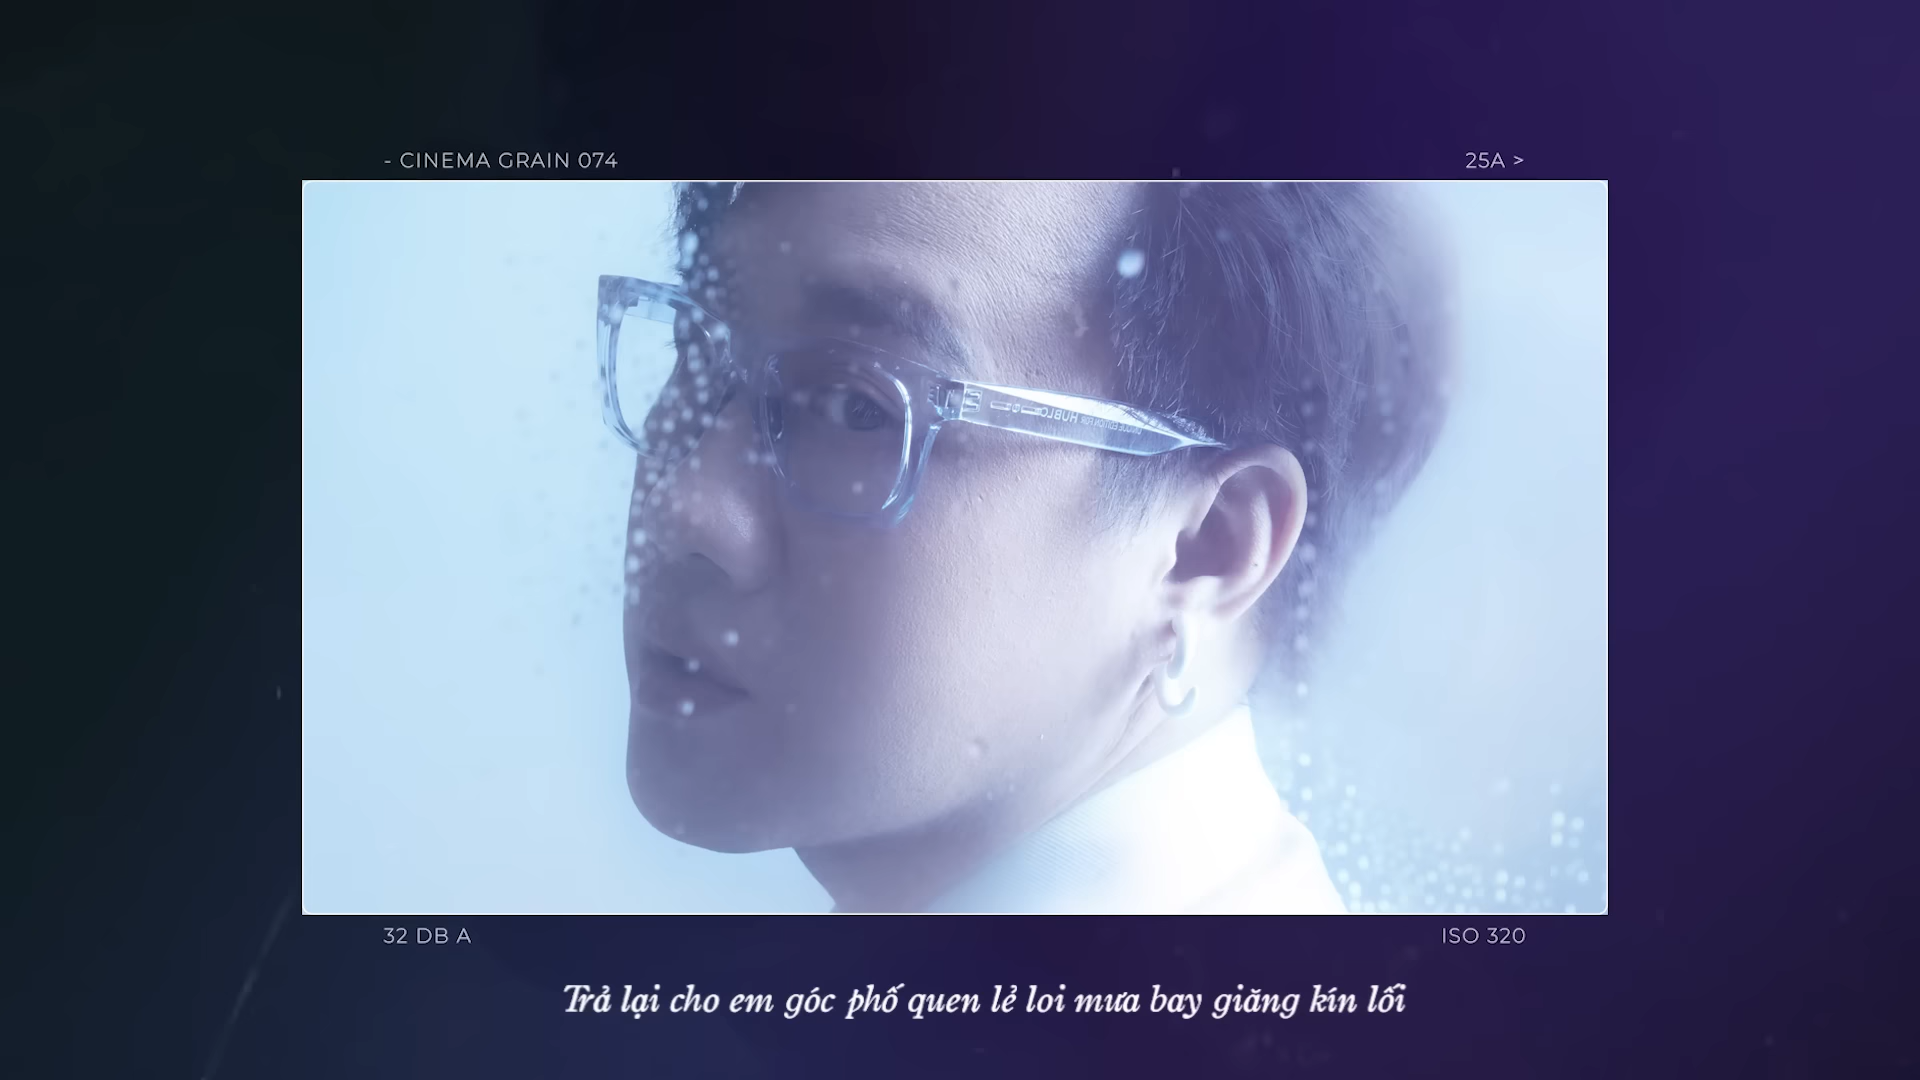 - CINEMA GRAIN 074
25A >
32 DB A
ISO 320
Trả lại cho em góc phố quen lẻ loi mưa bay giăng kín lối